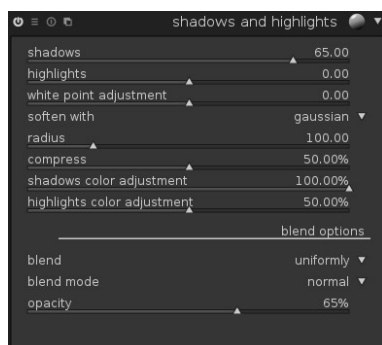 shadows and highlights
shadows 65.00
highlights 0.00
white point adjustment 0.00
soften with gaussian
radius 100.00
compress 50.00%
shadows color adjustment 100.00%
highlights color adjustment 50.00%
blend options
blend uniformly
blend mode normal
opacity 65%